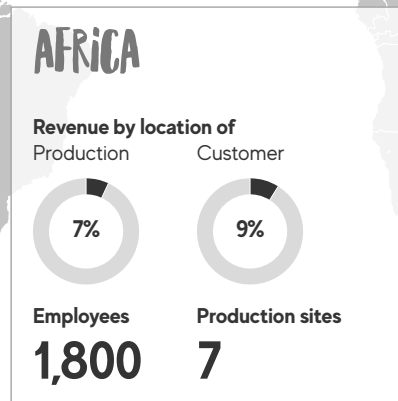 AFRiCA
Revenue by location of
Production Customer
7% 9%
Employees Production sites
1,800 7